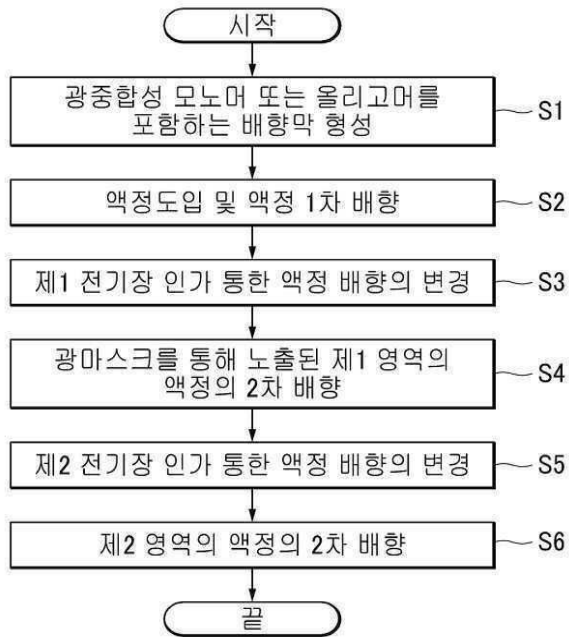 시작
광중합성 모노머 또는 올리고머를
포함하는 배향막 형성
S1
액정도입 및 액정 1차 배향
S2
제1 전기장 인가 통한 액정 배향의 변경
S3
광마스크를 통해 노출된 제1 영역의
액정의 2차 배향
S4
제2 전기장 인가 통한 액정 배향의 변경
S5
제2 영역의 액정의 2차 배향
S6
끝